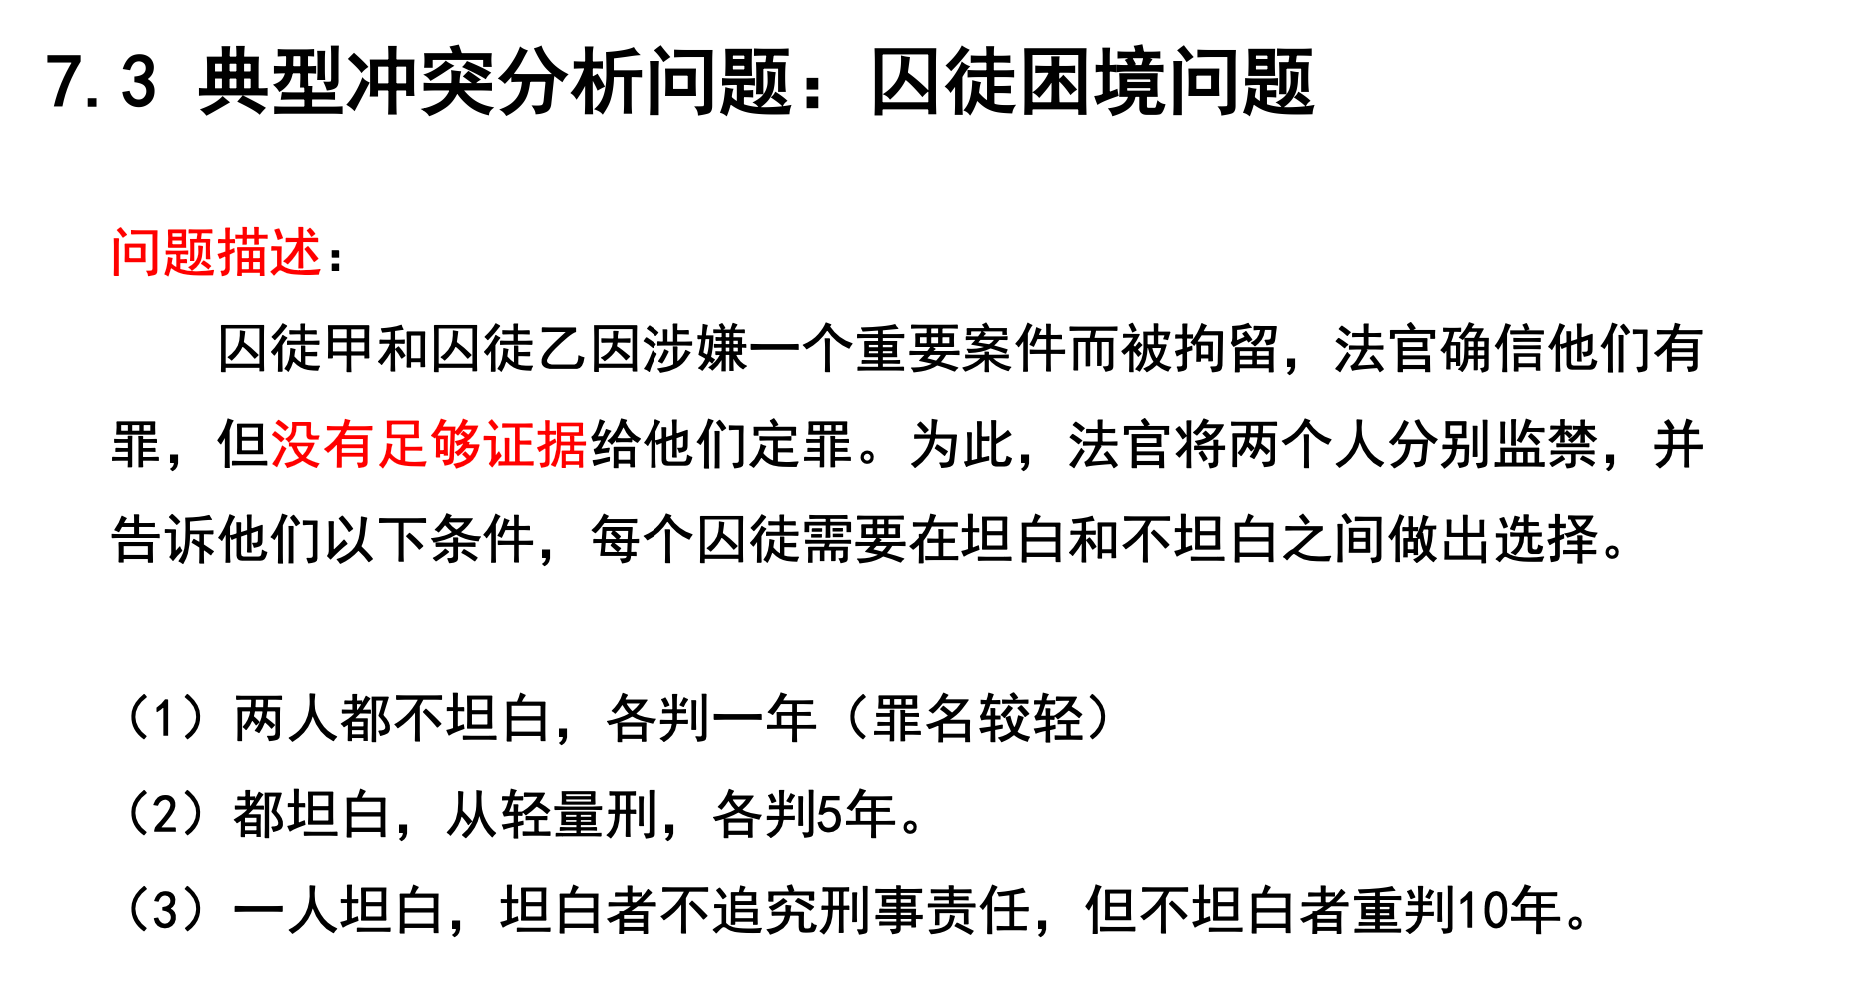 7.3 典型冲突分析问题：囚徒困境问题
问题描述：
囚徒甲和囚徒乙因涉嫌一个重要案件而被拘留，法官确信他们有
罪，但没有足够证据给他们定罪。为此，法官将两个人分别监禁，并
告诉他们以下条件，每个囚徒需要在坦白和不坦白之间做出选择。
（1）两人都不坦白，各判一年（罪名较轻）
（2）都坦白，从轻量刑，各判5年。
（3）一人坦白，坦白者不追究刑事责任，但不坦白者重判10年。